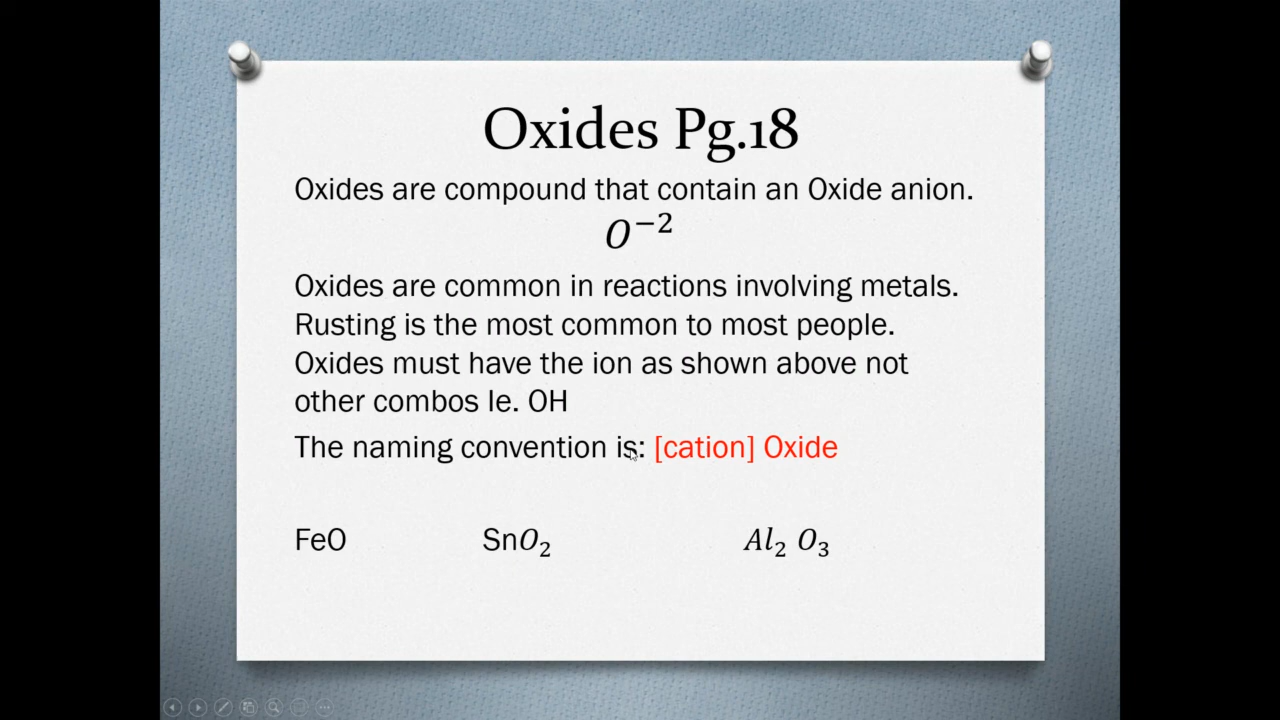 Oxides Pg.18
Oxides are compound that contain an Oxide anion.
O⁻²
Oxides are common in reactions involving metals.
Rusting is the most common to most people.
Oxides must have the ion as shown above not
other combos Ie. OH
The naming convention is: [cation] Oxide
FeO SnO₂ Al₂ O₃